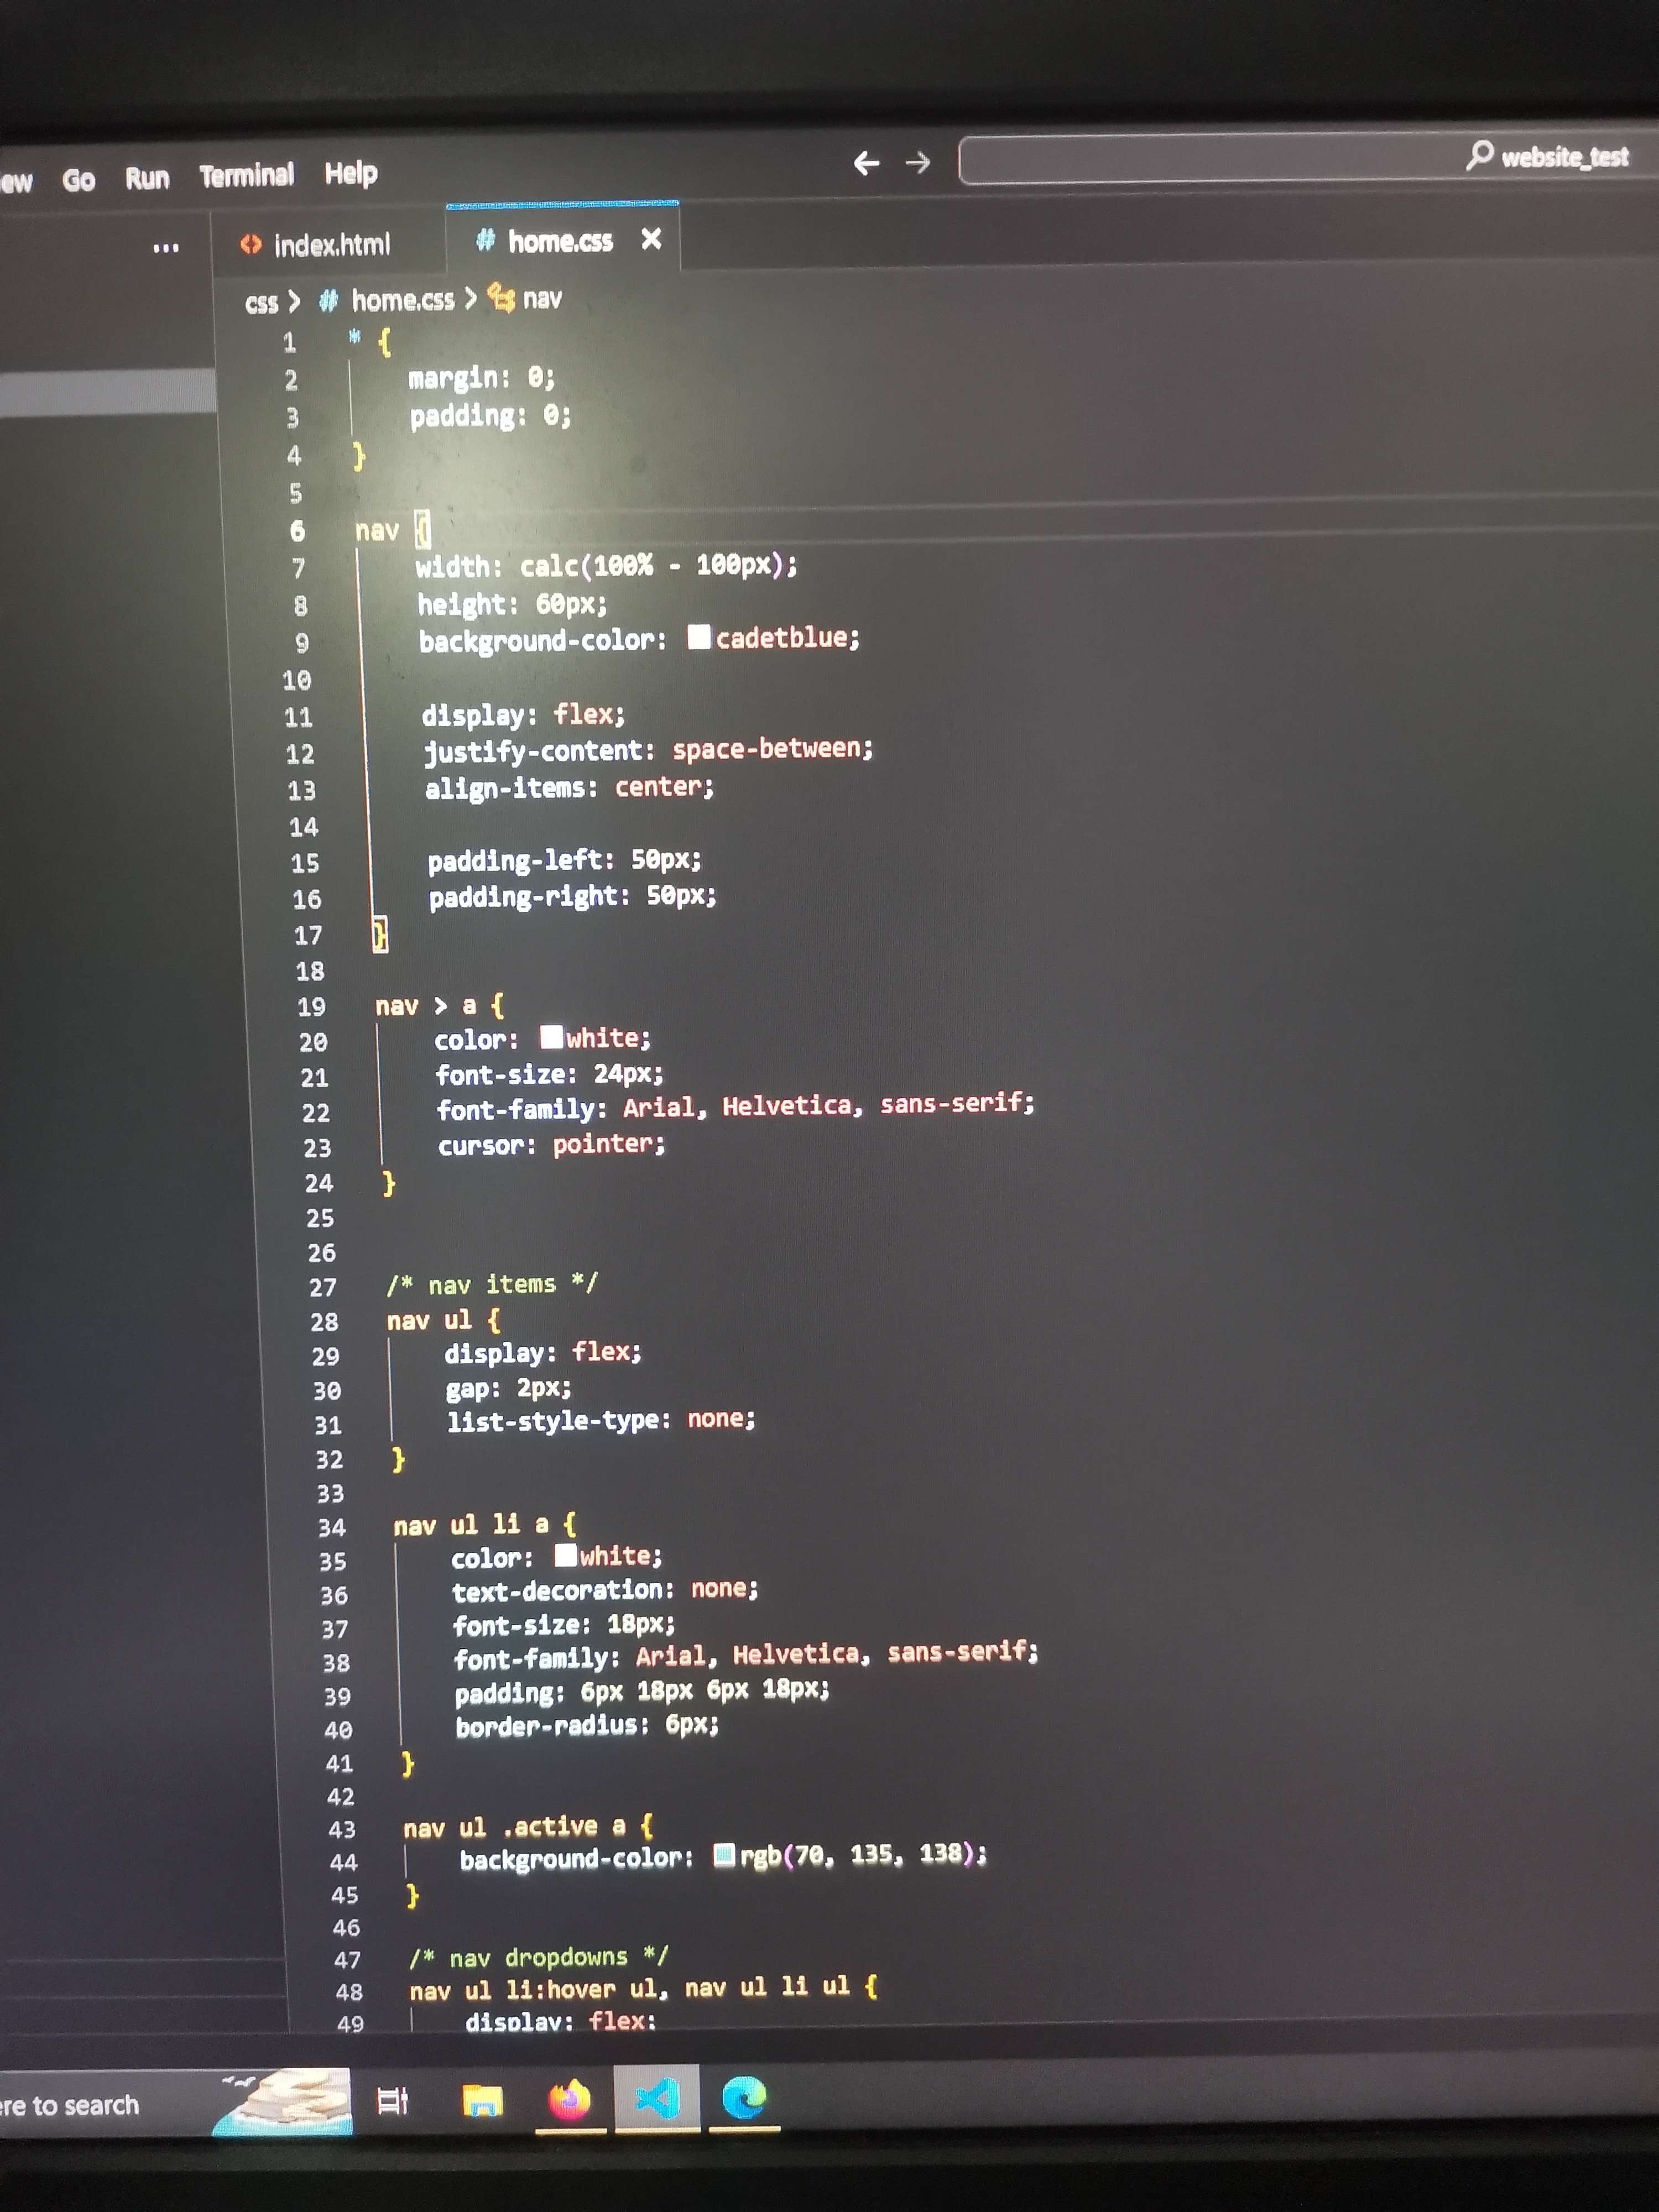 ew Go Run Terminal Help
website_test
index.html # home.css
css > # home.css > nav
1 * {
2 margin: 0;
3 padding: 0;
4 }
5
6 nav {
7 width: calc(100% - 100px);
8 height: 60px;
9 background-color: cadetblue;
10
11 display: flex;
12 justify-content: space-between;
13 align-items: center;
14
15 padding-left: 50px;
16 padding-right: 50px;
17 }
18
19 nav > a {
20 color: white;
21 font-size: 24px;
22 font-family: Arial, Helvetica, sans-serif;
23 cursor: pointer;
24 }
25
26
27 /* nav items */
28 nav ul {
29 display: flex;
30 gap: 2px;
31 list-style-type: none;
32 }
33
34 nav ul li a {
35 color: white;
36 text-decoration: none;
37 font-size: 18px;
38 font-family: Arial, Helvetica, sans-serif;
39 padding: 6px 18px 6px 18px;
40 border-radius: 6px;
41 }
42
43 nav ul .active a {
44 background-color: rgb(70, 135, 138);
45 }
46
47 /* nav dropdowns */
48 nav ul li:hover ul, nav ul li ul {
49 display: flex;
ere to search